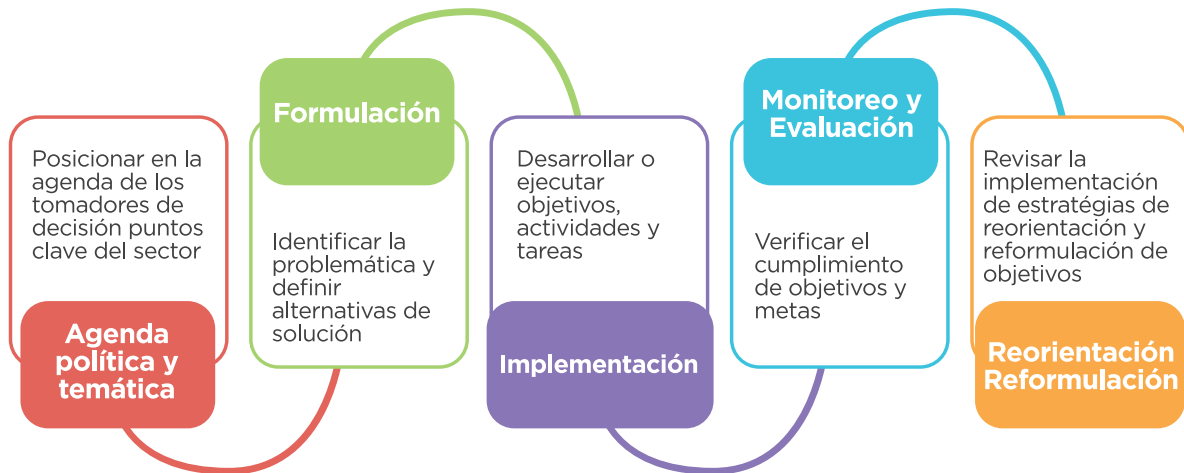 Posicionar en la
agenda de los
tomadores de
decisión puntos
clave del sector
Agenda
política y
temática
Formulación
Identificar la
problemática y
definir
alternativas de
solución
Desarrollar o
ejecutar
objetivos,
actividades y
tareas
Implementación
Monitoreo y
Evaluación
Verificar el
cumplimiento
de objetivos y
metas
Revisar la
implementación
de estratégias de
reorientación y
reformulación de
objetivos
Reorientación
Reformulación